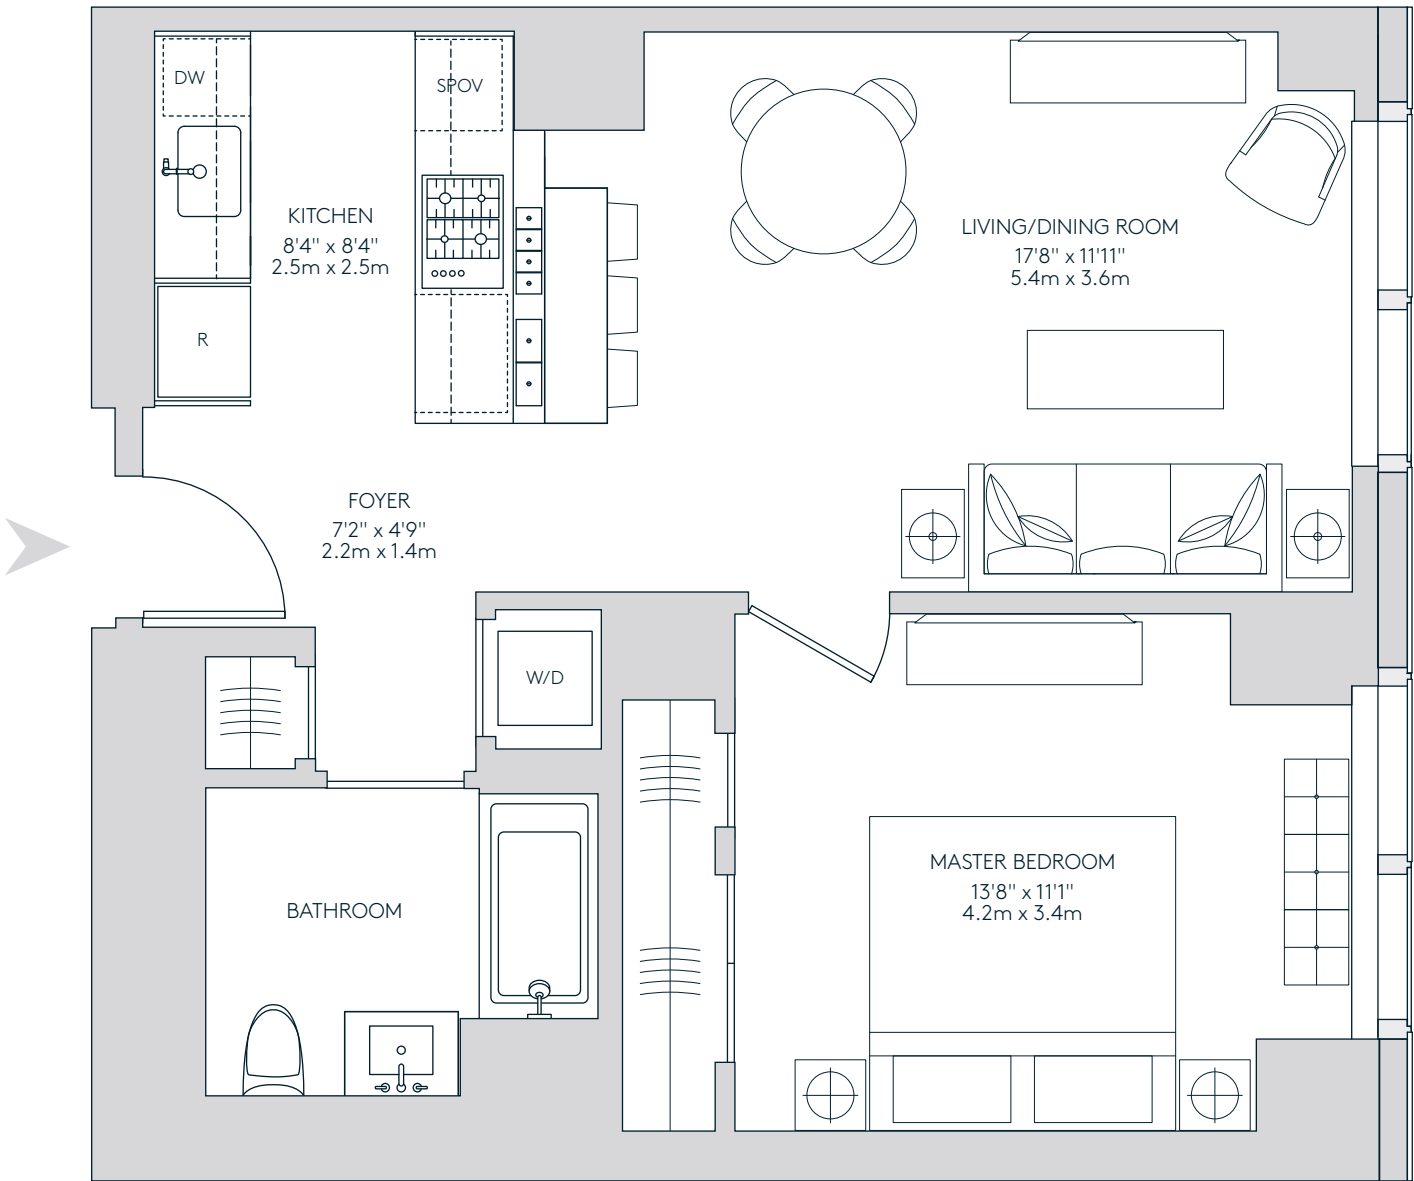 DW
SPOV
KITCHEN
8'4" x 8'4"
2.5m x 2.5m
LIVING/DINING ROOM
17'8" x 11'11"
5.4m x 3.6m
R
FOYER
7'2" x 4'9"
2.2m x 1.4m
W/D
MASTER BEDROOM
13'8" x 11'1"
4.2m x 3.4m
BATHROOM